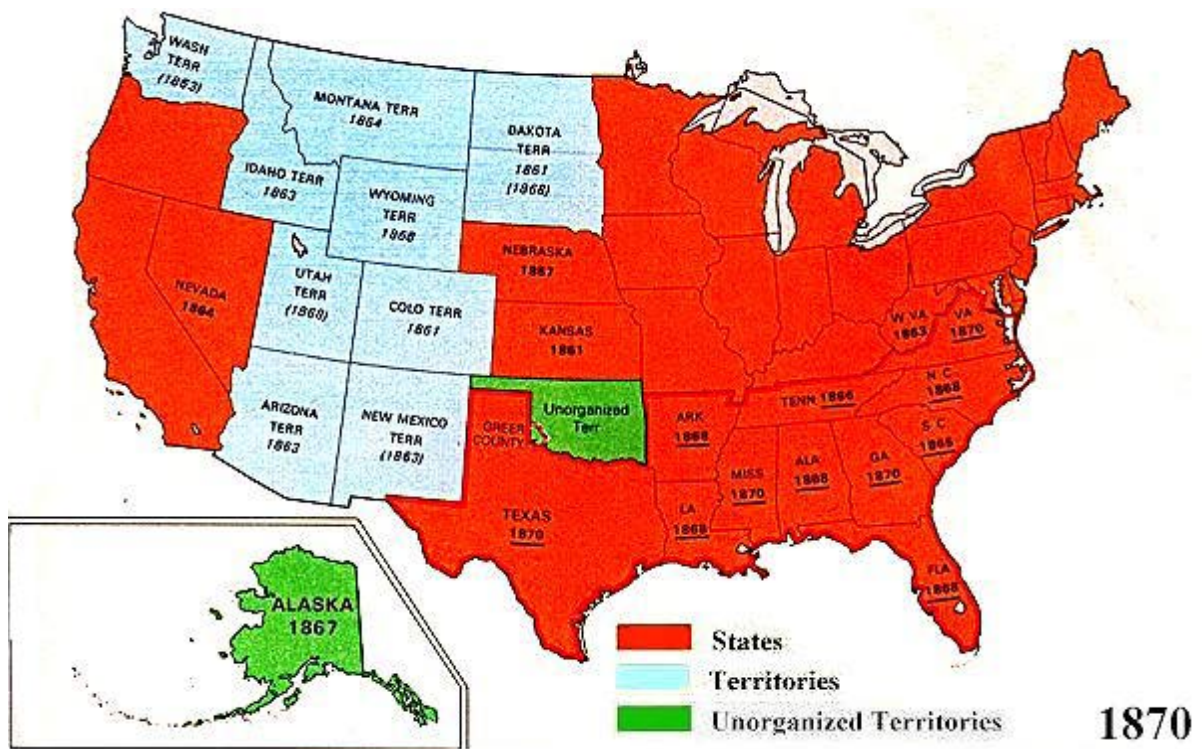 WASH
TERR
(1863)
MONTANA TERR
1864
DAKOTA
TERR
1861
(1868)
IDAHO TERR
1863
WYOMING
TERR
1868
NEBRASKA
1867
NEVADA
1864
UTAH
TERR
(1868)
COLO TERR
1861
KANSAS
1861
W VA
1863
VA
1870
N C
1868
TENN 1866
ARIZONA
TERR
1863
NEW MEXICO
TERR
(1863)
GREER
COUNTY
Unorganized
Terr
ARK
1868
S C
1868
MISS
1870
ALA
1868
GA
1870
TEXAS
1870
LA
1868
FLA
1868
ALASKA
1867
States
Territories
Unorganized Territories
1870